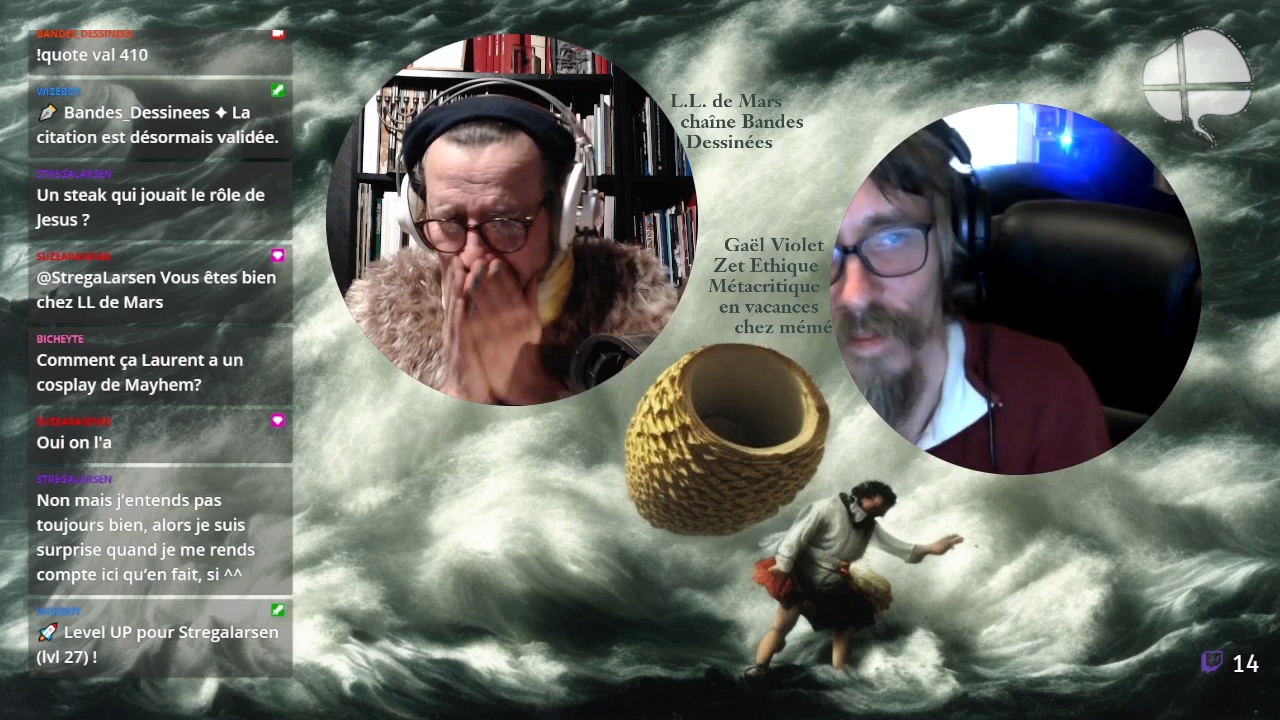 BANDES_DESSINEES
!quote val 410
WIZEBOT
Bandes_Dessinees ✦ La
citation est désormais validée.
STREGALARSEN
Un steak qui jouait le rôle de
Jesus ?
@StregaLarsen Vous êtes bien
chez LL de Mars
BICHEYTE
Comment ça Laurent a un
cosplay de Mayhem?
Oui on l'a
STREGALARSEN
Non mais j'entends pas
toujours bien, alors je suis
surprise quand je me rends
compte ici qu'en fait, si ^^
WIZEBOT
🚀 Level UP pour Stregalarsen
(lvl 27) !
L.L. de Mars
chaîne Bandes
Dessinées
Gaël Violet
Zet Ethique
Métacritique
en vacances
chez mémé
14